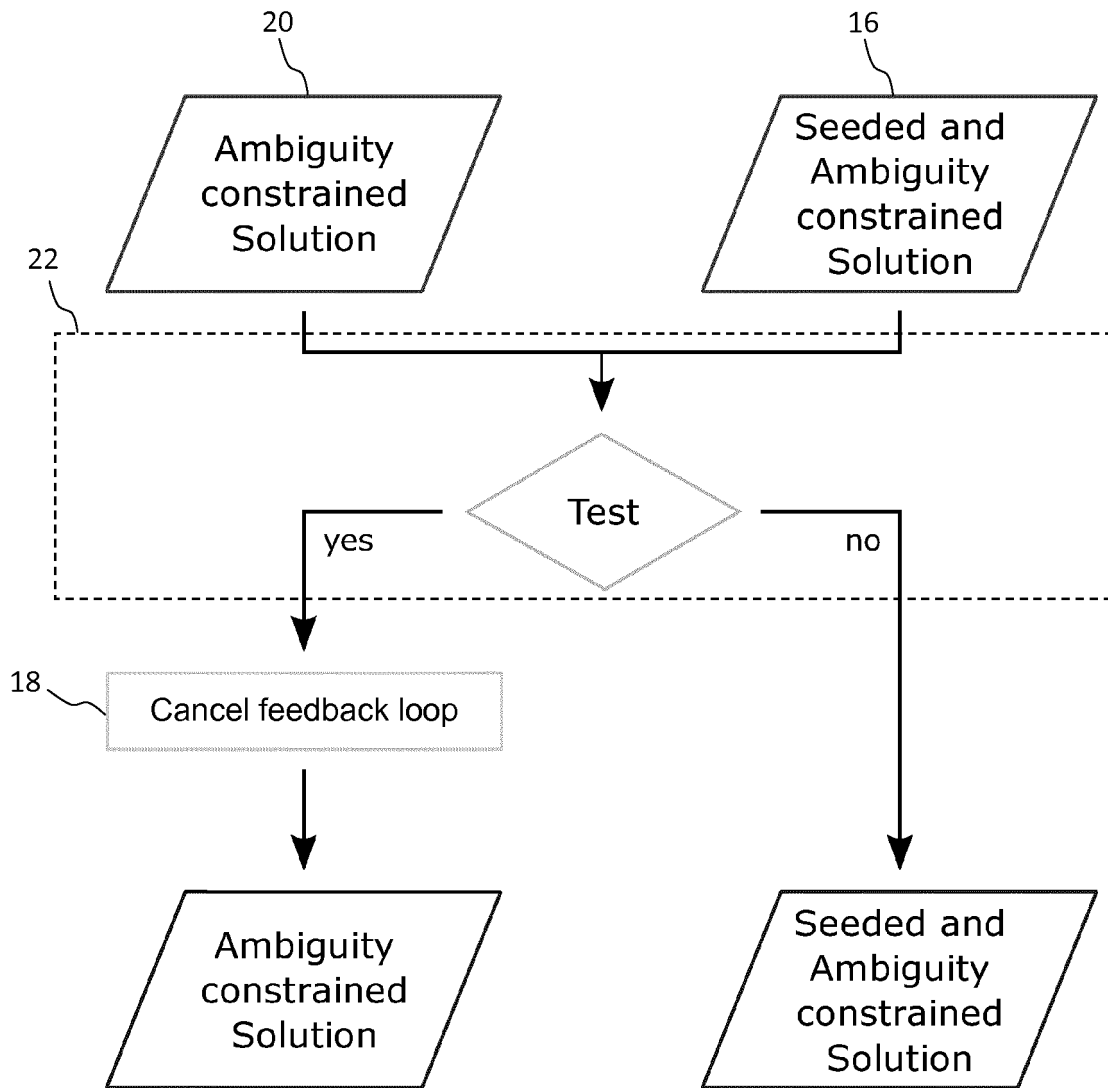 20
16
Ambiguity
constrained
Solution
Seeded and
Ambiguity
constrained
Solution
22
Test
yes
no
18
Cancel feedback loop
Ambiguity
constrained
Solution
Seeded and
Ambiguity
constrained
Solution